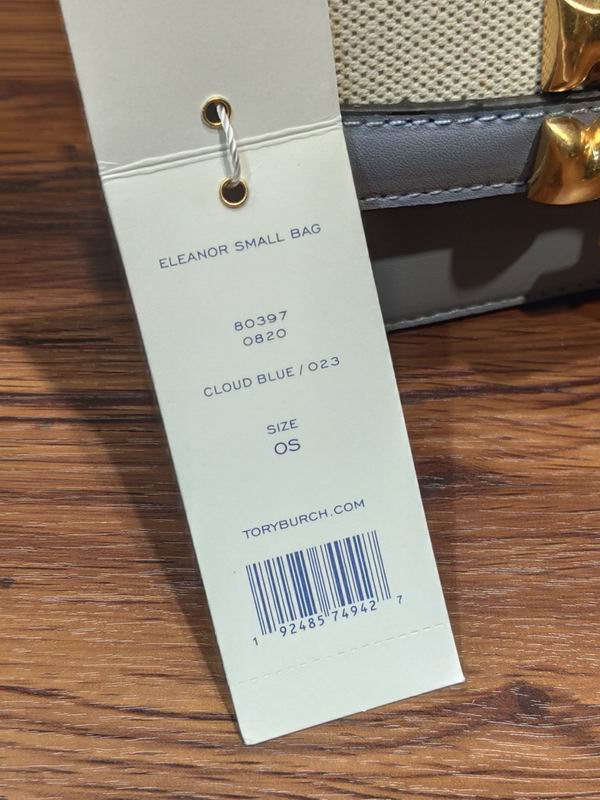 ELEANOR SMALL BAG
80397
0820
CLOUD BLUE / 023
SIZE
OS
TORYBURCH.COM
1 92485 74942 7